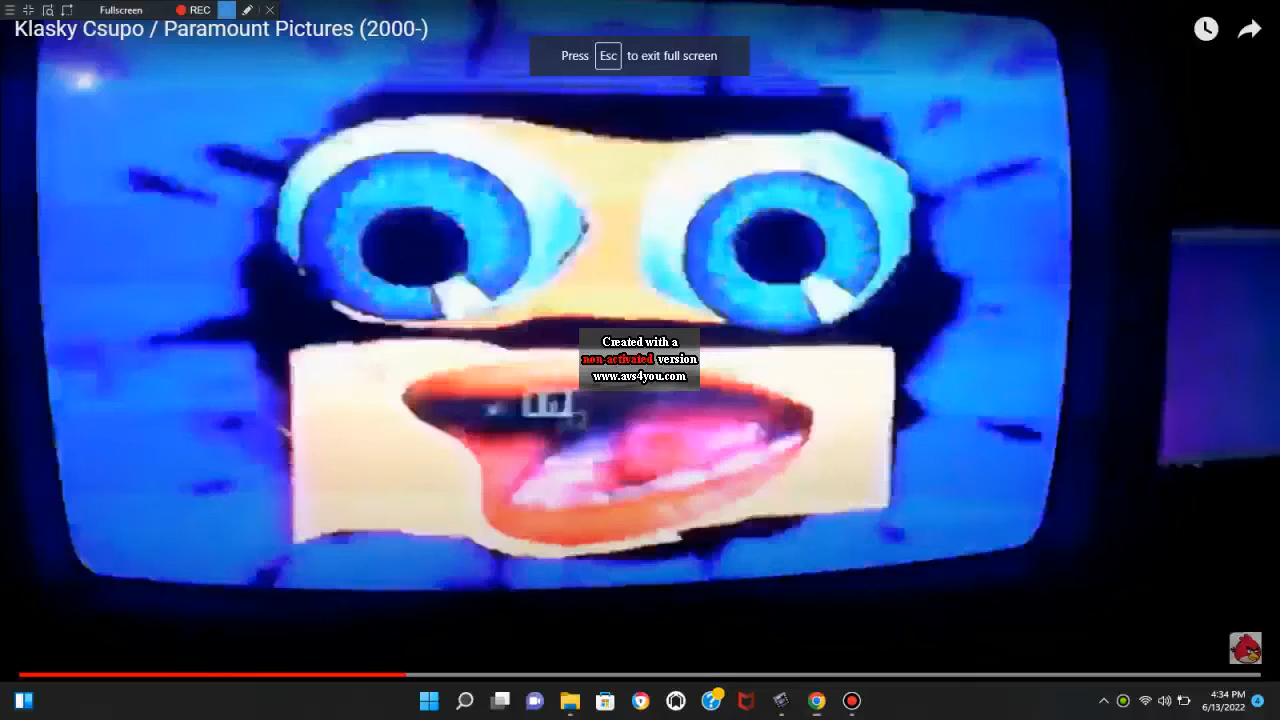 Fullscreen
REC
Klasky Csupo / Paramount Pictures (2000-)
Press Esc to exit full screen
Created with a
non-activated version
www.avs4you.com
4:34 PM
6/13/2022
4